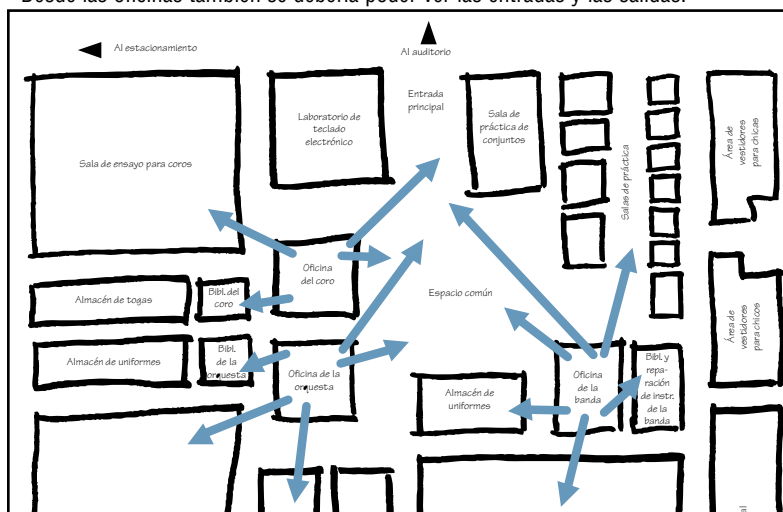 Desde las oficinas también se debería poder ver las entradas y las salidas.
Al estacionamiento
Al auditorio
Entrada
principal
Laboratorio de
teclado
electrónico
Sala de
práctica de
conjuntos
Sala de ensayo para coros
Salas de práctica
Área de
vestidores
para chicas
Oficina
del coro
Bibl. del
coro
Almacén de togas
Espacio común
Área de
vestidores
para chicos
Almacén de uniformes
Bibl.
de la
orquesta
Oficina de la
orquesta
Almacén de
uniformes
Oficina
de la
banda
Bibl. y
repa-
ración
de instr.
de la
banda